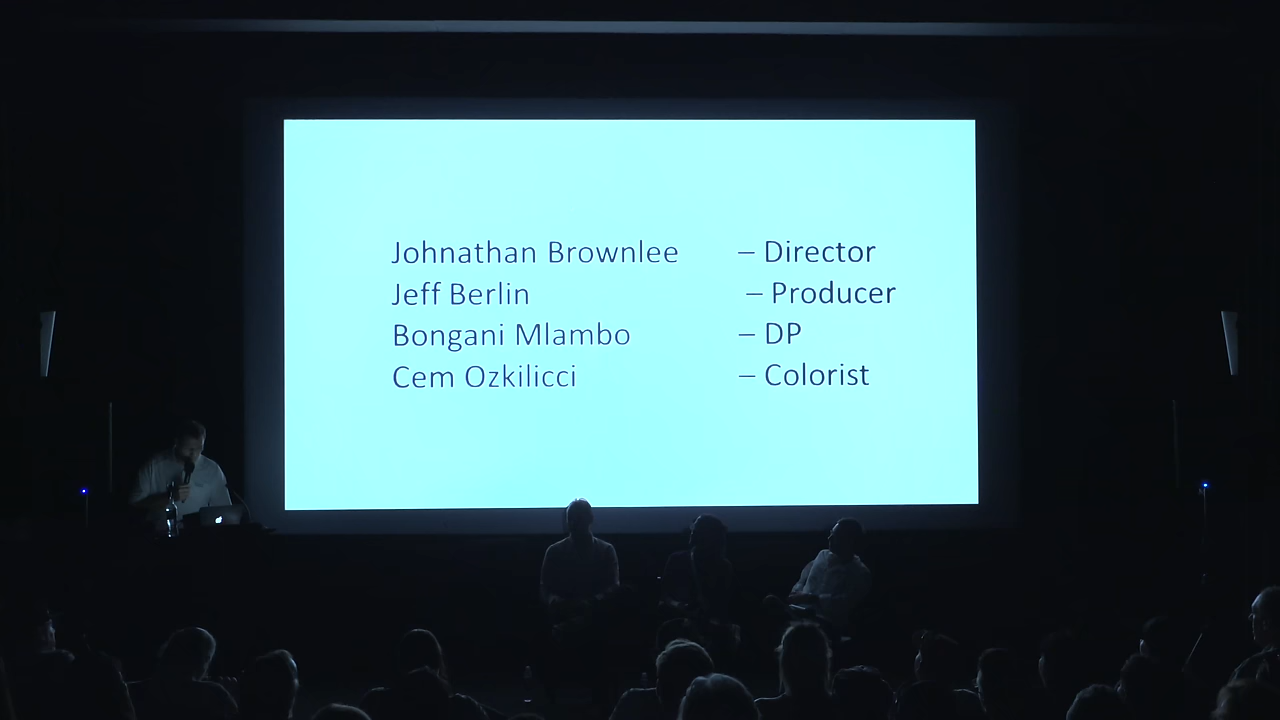 Johnathan Brownlee – Director
Jeff Berlin – Producer
Bongani Mlambo – DP
Cem Ozkilicci – Colorist